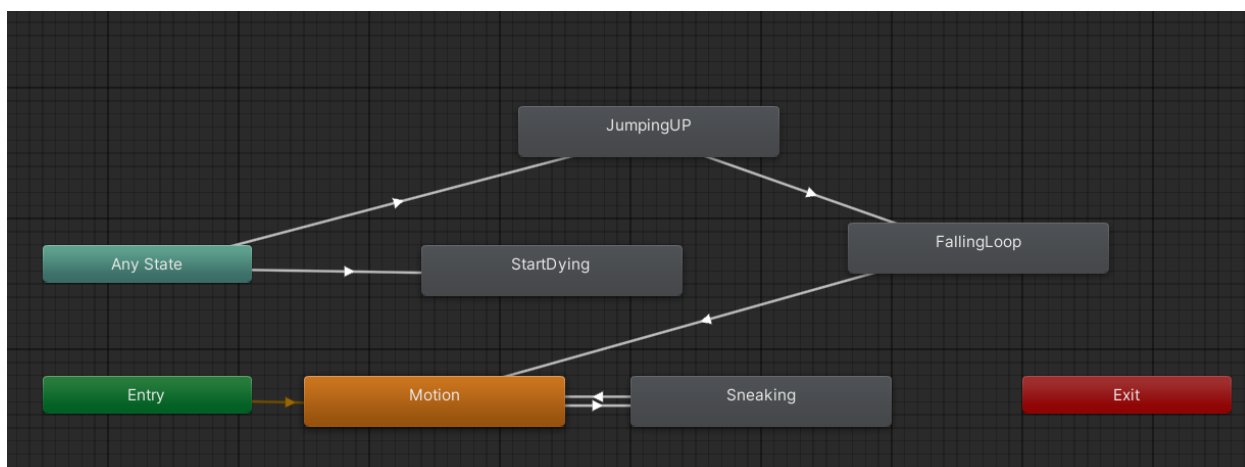 JumpingUP
FallingLoop
Any State
StartDying
Entry
Motion
Sneaking
Exit